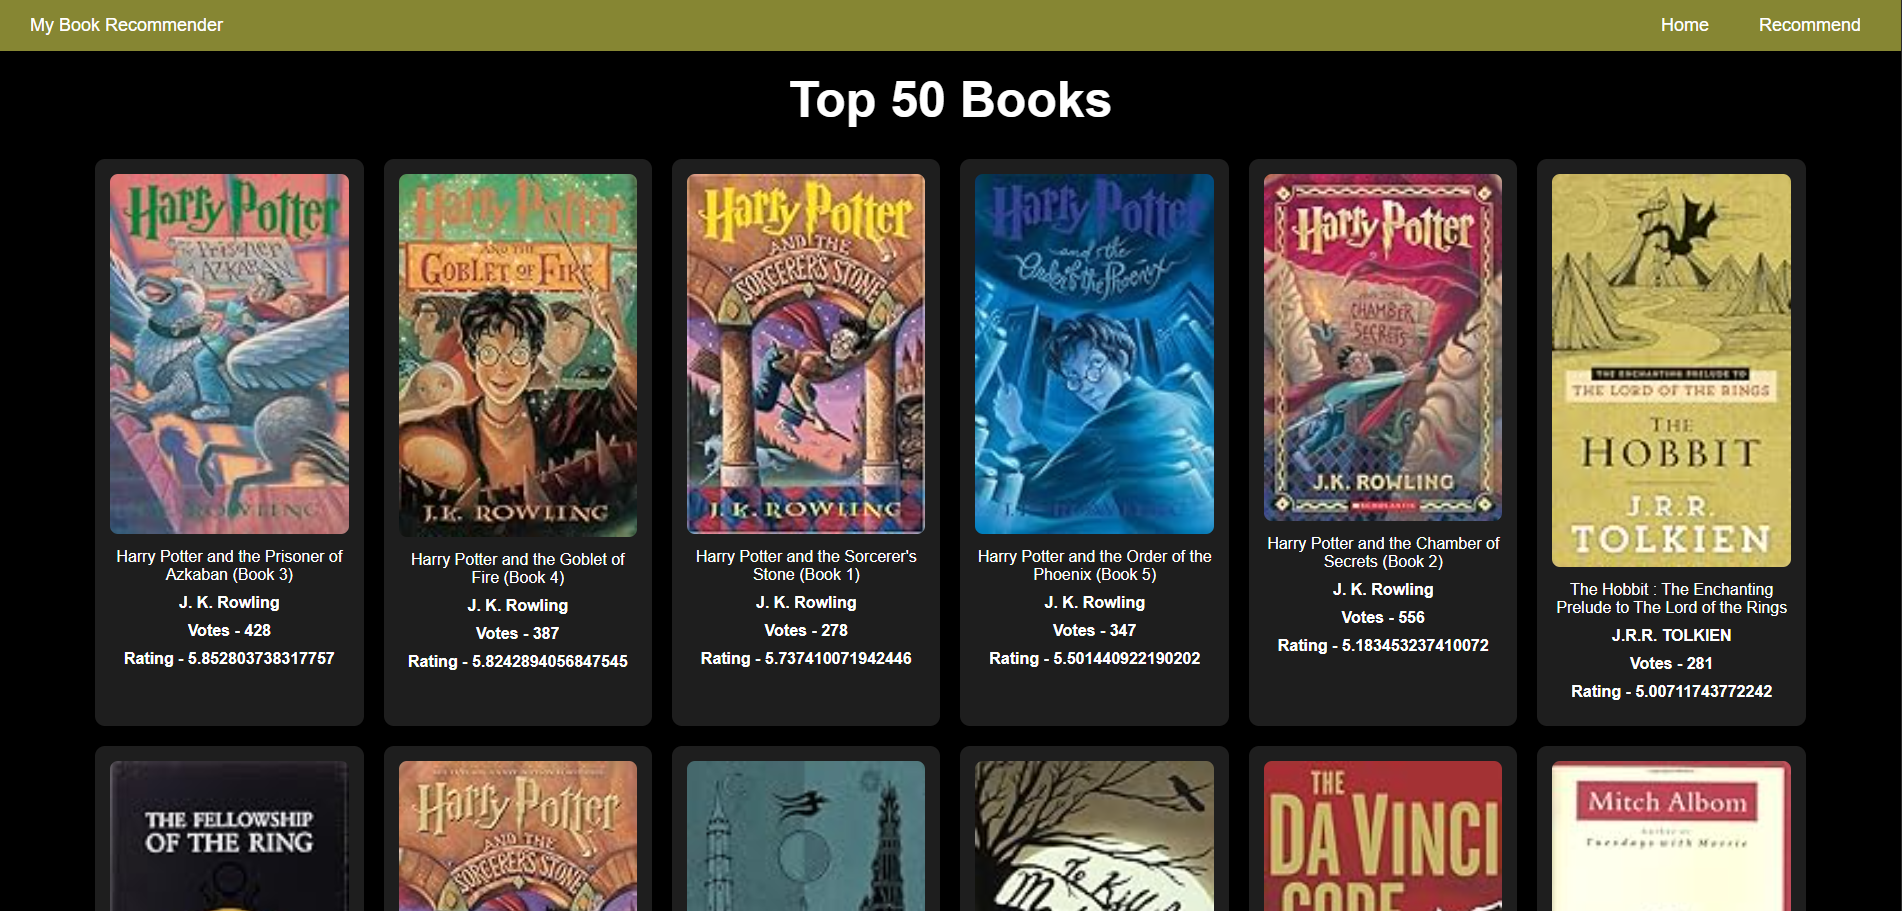 My Book Recommender
Home
Recommend
Top 50 Books
Harry Potter
The Prisoner
of AZKABAN
J.K. ROWLING
Harry Potter and the Prisoner of
Azkaban (Book 3)
J. K. Rowling
Votes - 428
Rating - 5.852803738317757
Harry Potter
AND THE
GOBLET OF FIRE
J.K. ROWLING
Harry Potter and the Goblet of
Fire (Book 4)
J. K. Rowling
Votes - 387
Rating - 5.8242894056847545
Harry Potter
AND THE
SORCERER'S STONE
J. K. ROWLING
Harry Potter and the Sorcerer's
Stone (Book 1)
J. K. Rowling
Votes - 278
Rating - 5.737410071942446
Harry Potter
and the
Order of the Phoenix
Harry Potter and the Order of the
Phoenix (Book 5)
J. K. Rowling
Votes - 347
Rating - 5.501440922190202
Harry Potter
AND THE
CHAMBER
SECRETS
J.K. ROWLING
SCHOLASTIC
Harry Potter and the Chamber of
Secrets (Book 2)
J. K. Rowling
Votes - 556
Rating - 5.183453237410072
THE ENCHANTING PRELUDE TO
THE LORD OF THE RINGS
THE
HOBBIT
J.R.R.
TOLKIEN
The Hobbit : The Enchanting
Prelude to The Lord of the Rings
J.R.R. TOLKIEN
Votes - 281
Rating - 5.00711743772242
THE FELLOWSHIP
OF THE RING
Harry Potter
AND THE
SORCERER'S STONE
To Kill a
THE
DA VINCI
CODE
Mitch Albom
Author of
Tuesdays with Morrie